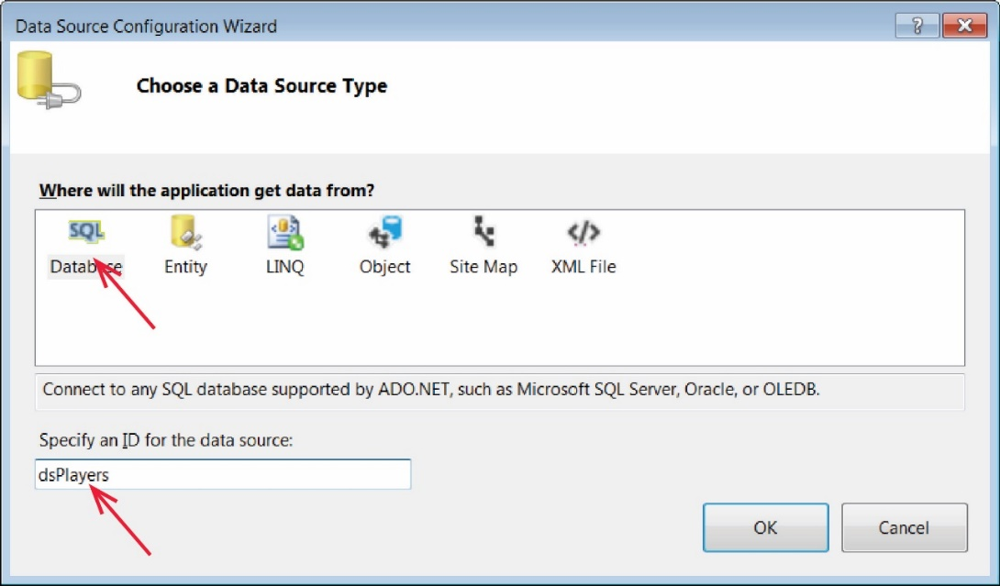 Data Source Configuration Wizard
?
Choose a Data Source Type
Where will the application get data from?
SQL
Database Entity LINQ Object Site Map XML File
Connect to any SQL database supported by ADO.NET, such as Microsoft SQL Server, Oracle, or OLEDB.
Specify an ID for the data source:
dsPlayers
OK Cancel